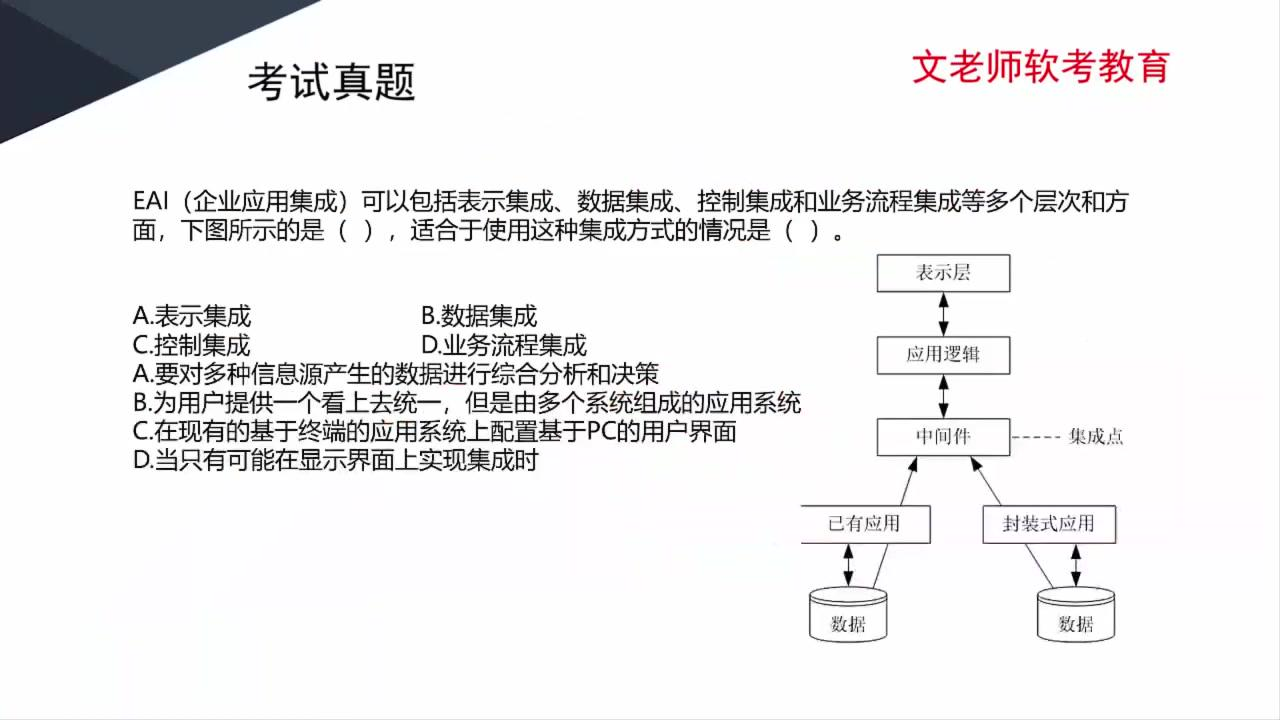 考试真题
文老师软考教育
EAI（企业应用集成）可以包括表示集成、数据集成、控制集成和业务流程集成等多个层次和方
面，下图所示的是（ ），适合于使用这种集成方式的情况是（ ）。
A.表示集成 B.数据集成
C.控制集成 D.业务流程集成
A.要对多种信息源产生的数据进行综合分析和决策
B.为用户提供一个看上去统一，但是由多个系统组成的应用系统
C.在现有的基于终端的应用系统上配置基于PC的用户界面
D.当只有可能在显示界面上实现集成时
表示层
应用逻辑
中间件 集成点
已有应用 封装式应用
数据 数据